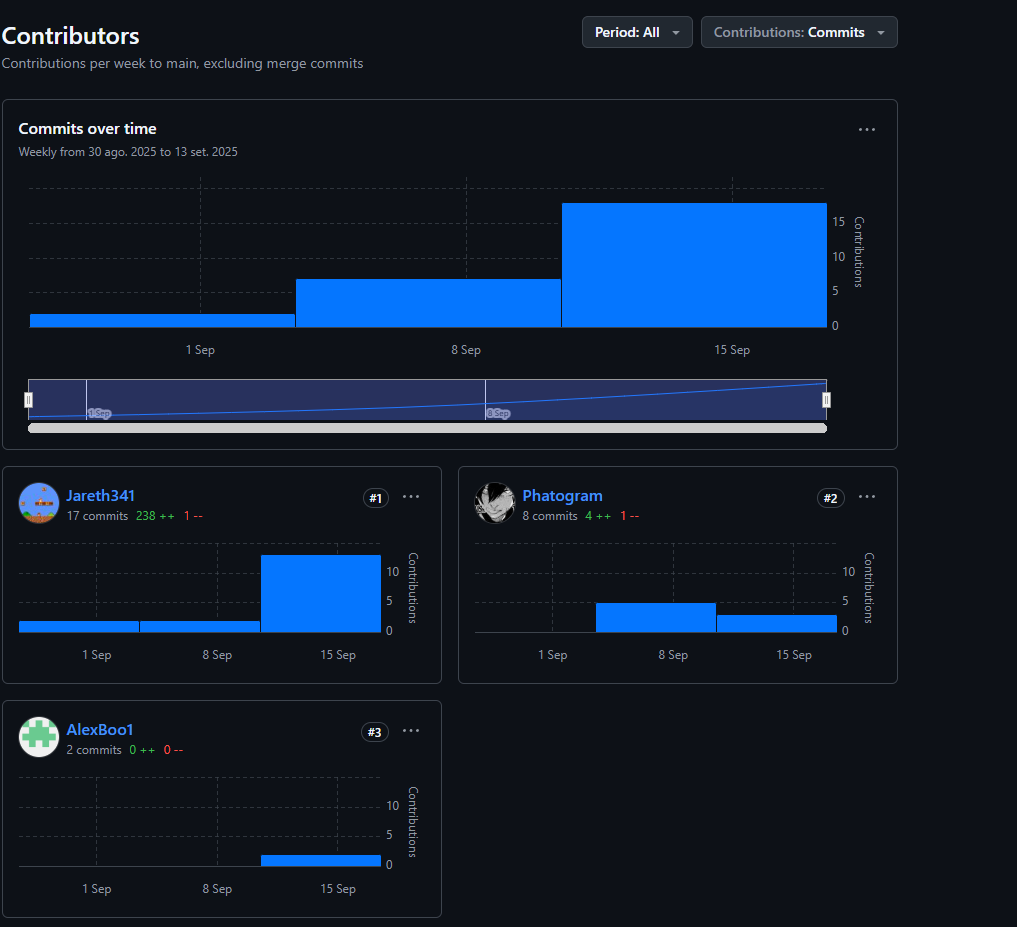 Contributors
Period: All
Contributions: Commits
Contributions per week to main, excluding merge commits
Commits over time
Weekly from 30 ago. 2025 to 13 set. 2025
15
10
5
0
Contributions
1 Sep 8 Sep 15 Sep
1 Sep 8 Sep
Jareth341
#1
17 commits 238 ++ 1 --
10
5
0
Contributions
1 Sep 8 Sep 15 Sep
Phatogram
#2
8 commits 4 ++ 1 --
10
5
0
Contributions
1 Sep 8 Sep 15 Sep
AlexBoo1
#3
2 commits 0 ++ 0 --
10
5
0
Contributions
1 Sep 8 Sep 15 Sep